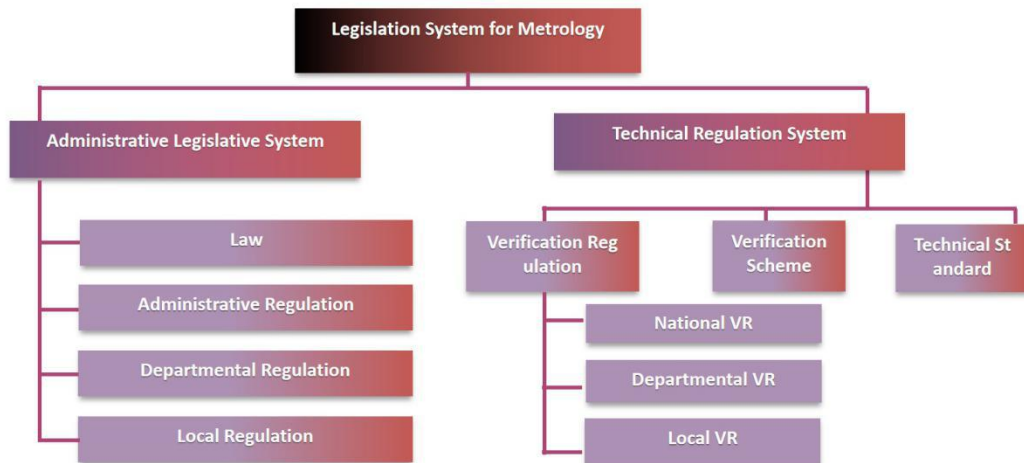 Legislation System for Metrology
Administrative Legislative System
Technical Regulation System
Law
Administrative Regulation
Departmental Regulation
Local Regulation
Verification Reg
ulation
Verification
Scheme
Technical St
andard
National VR
Departmental VR
Local VR